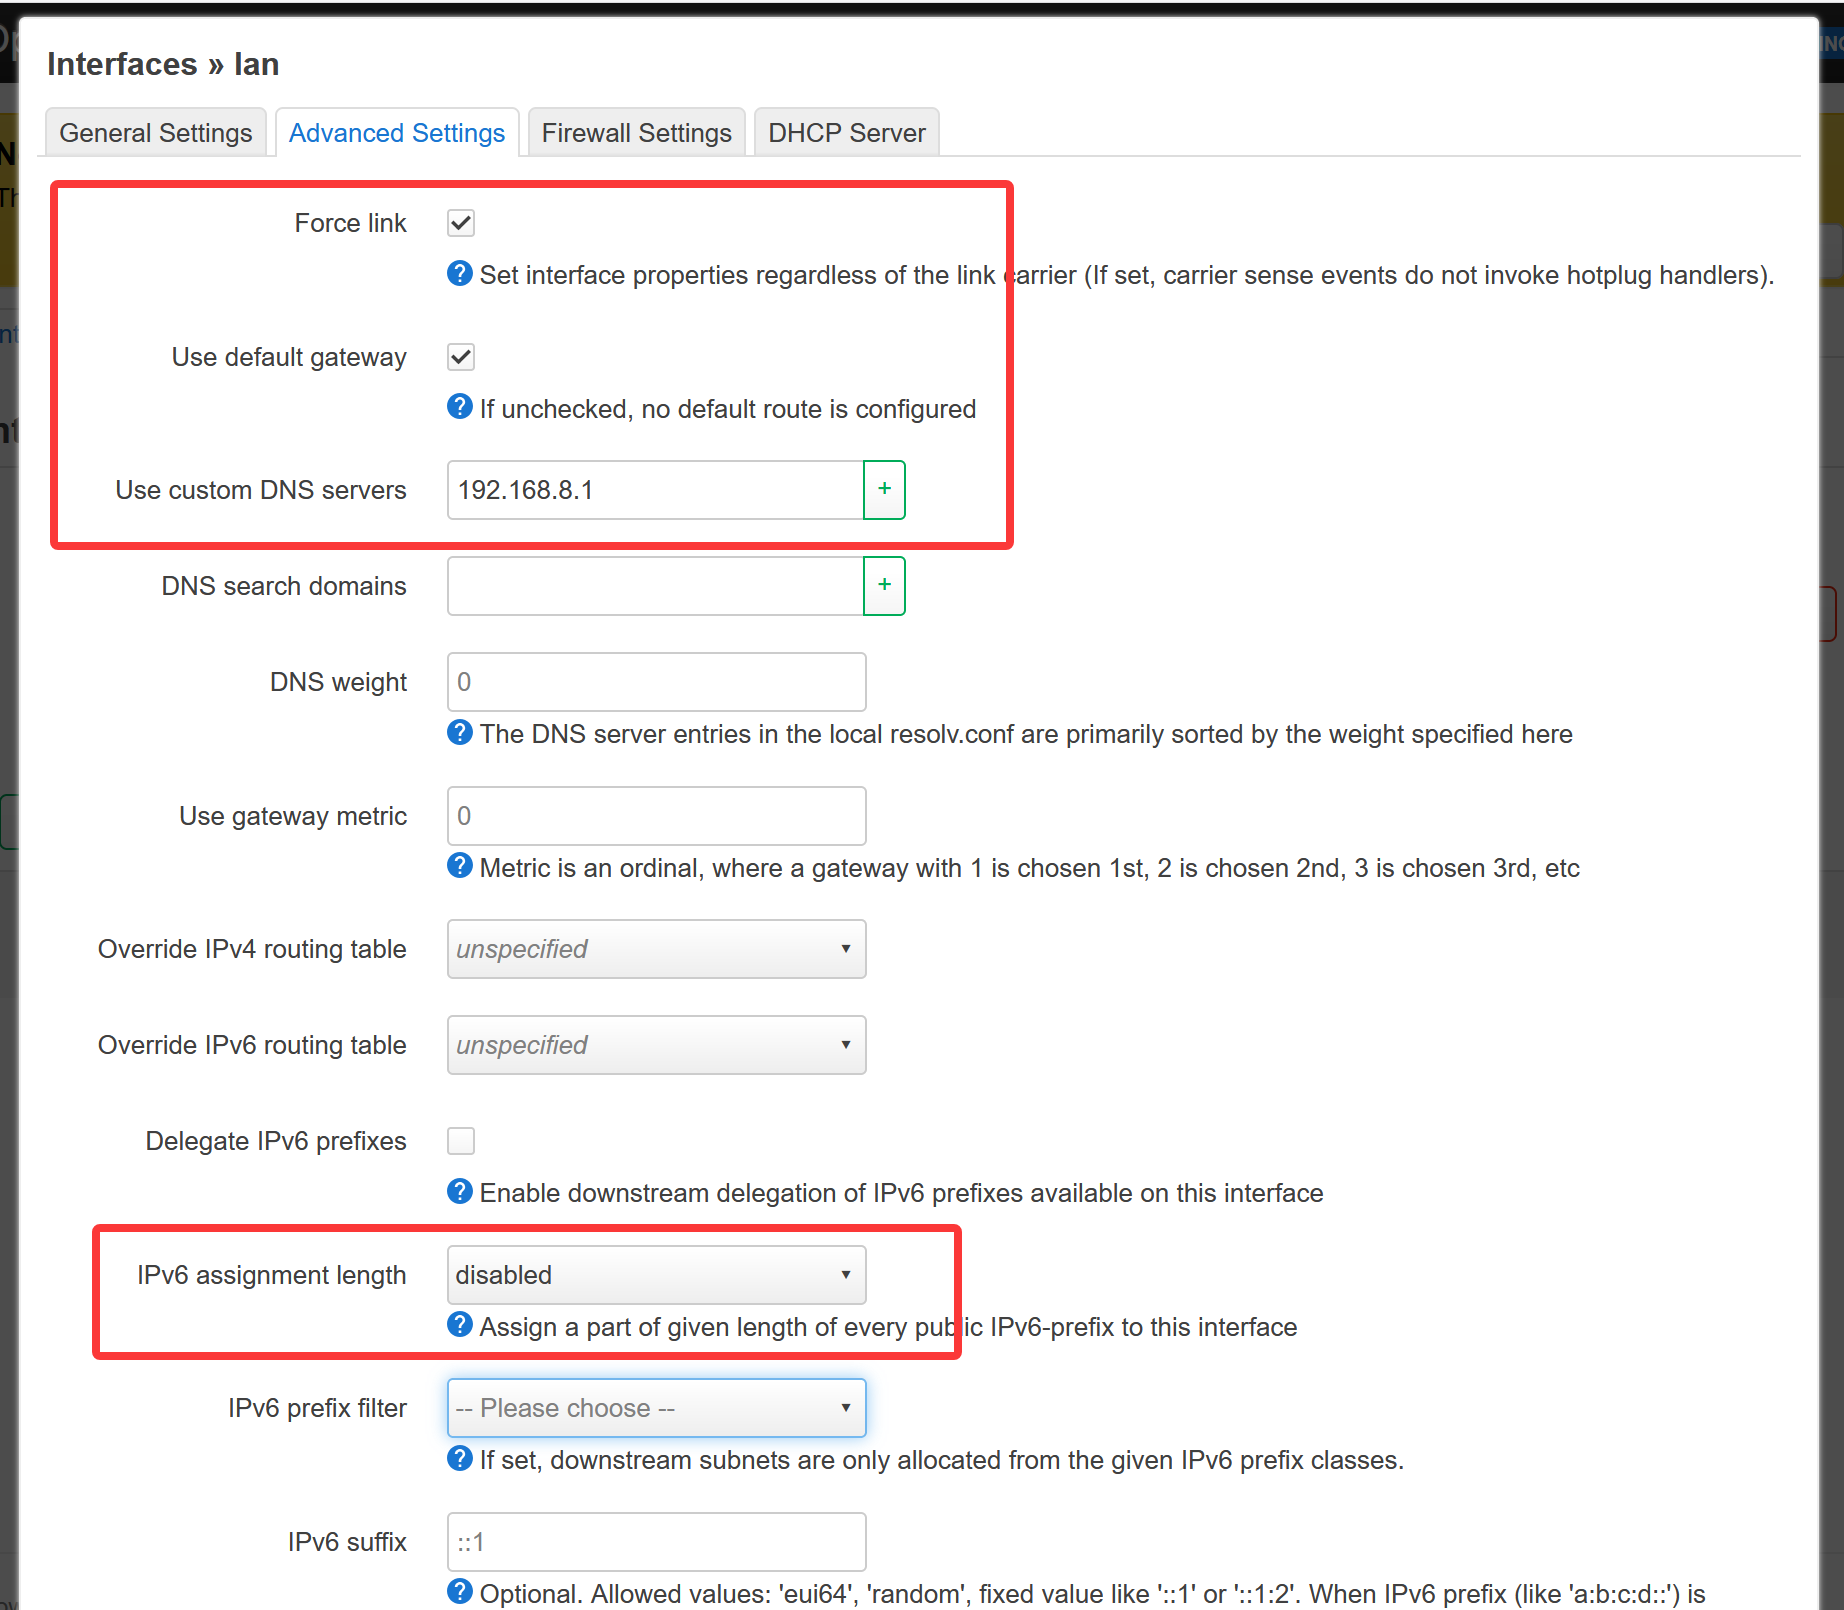 Interfaces » lan
General Settings
Advanced Settings
Firewall Settings
DHCP Server
Force link
Set interface properties regardless of the link carrier (If set, carrier sense events do not invoke hotplug handlers).
Use default gateway
If unchecked, no default route is configured
Use custom DNS servers
192.168.8.1
+
DNS search domains
+
DNS weight
0
The DNS server entries in the local resolv.conf are primarily sorted by the weight specified here
Use gateway metric
0
Metric is an ordinal, where a gateway with 1 is chosen 1st, 2 is chosen 2nd, 3 is chosen 3rd, etc
Override IPv4 routing table
unspecified
Override IPv6 routing table
unspecified
Delegate IPv6 prefixes
Enable downstream delegation of IPv6 prefixes available on this interface
IPv6 assignment length
disabled
Assign a part of given length of every public IPv6-prefix to this interface
IPv6 prefix filter
-- Please choose --
If set, downstream subnets are only allocated from the given IPv6 prefix classes.
IPv6 suffix
::1
Optional. Allowed values: 'eui64', 'random', fixed value like '::1' or '::1:2'. When IPv6 prefix (like 'a:b:c:d::') is